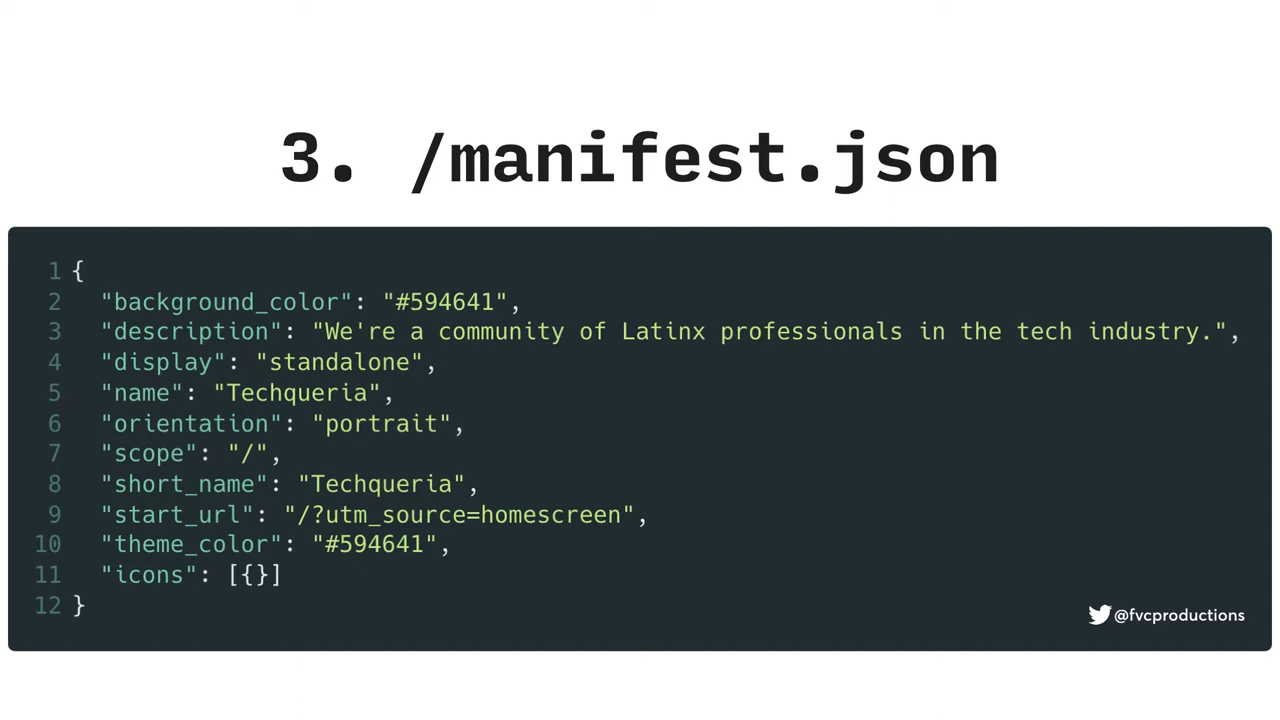 3. /manifest.json
1 {
2   "background_color": "#594641",
3   "description": "We're a community of Latinx professionals in the tech industry.",
4   "display": "standalone",
5   "name": "Techqueria",
6   "orientation": "portrait",
7   "scope": "/",
8   "short_name": "Techqueria",
9   "start_url": "/?utm_source=homescreen",
10   "theme_color": "#594641",
11   "icons": [{}]
12 }
@fvcproductions